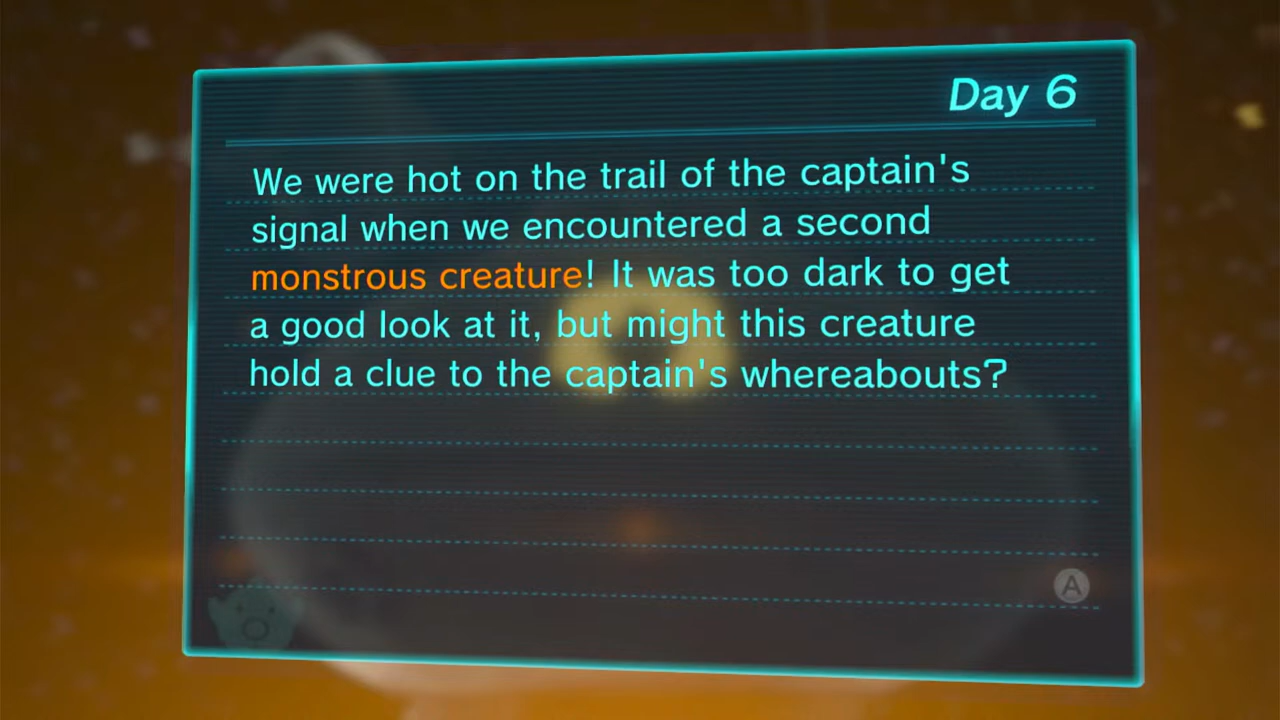 Day 6
We were hot on the trail of the captain's
signal when we encountered a second
monstrous creature! It was too dark to get
a good look at it, but might this creature
hold a clue to the captain's whereabouts?
A